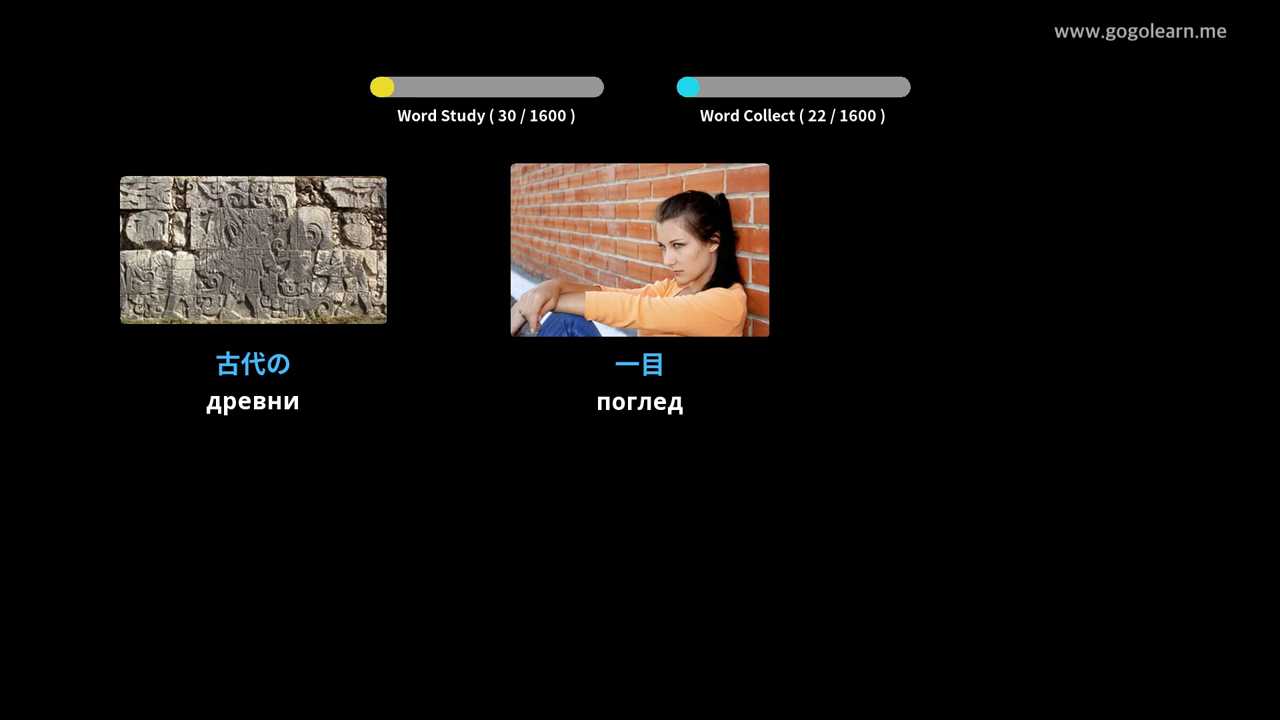 www.gogolearn.me
Word Study ( 30 / 1600 )
Word Collect ( 22 / 1600 )
古代の
древни
一目
поглед